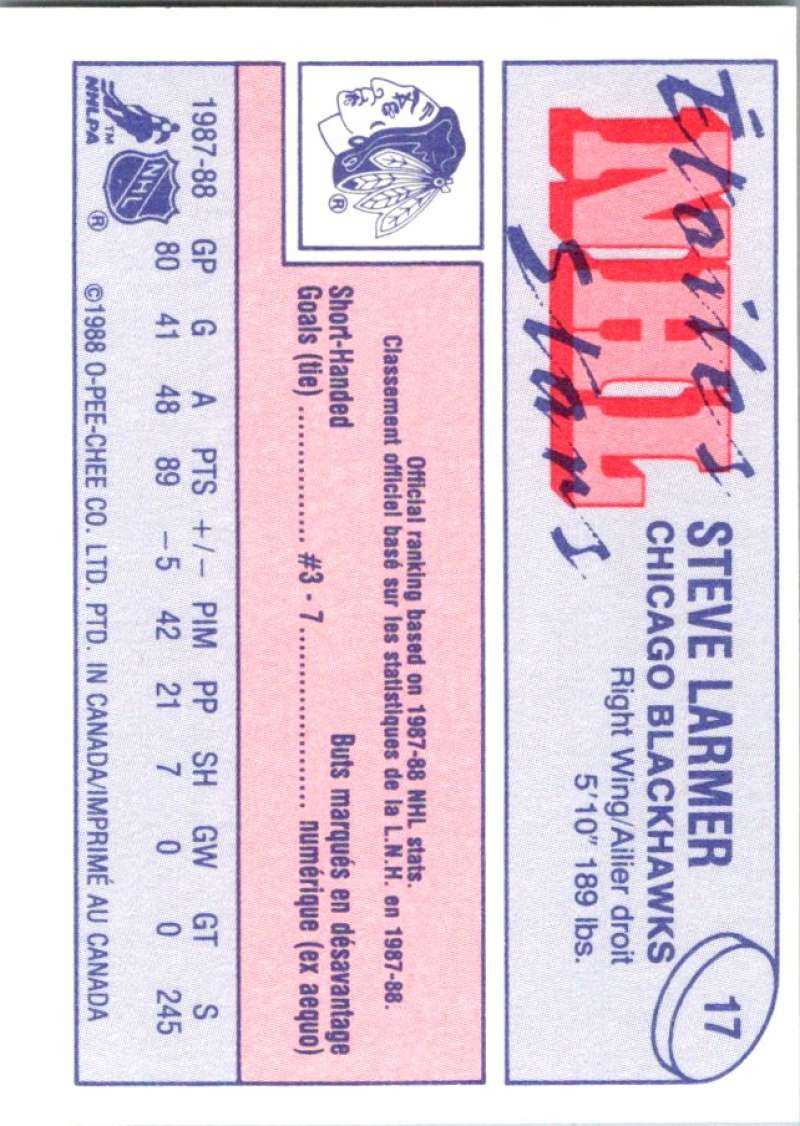 Étoiles
NHL
Stars
STEVE LARMER
CHICAGO BLACKHAWKS
Right Wing/Ailier droit
5'10" 189 lbs.
17
®
Official ranking based on 1987-88 NHL stats.
Classement officiel basé sur les statistiques de la L.N.H. en 1987-88.
Short-Handed Buts marqués en désavantage
Goals (tie) ................ #3 - 7 ..................... numérique (ex aequo)
1987-88 GP G A PTS +/- PIM PP SH GW GT S
80 41 48 89 -5 42 21 7 0 0 245
NHLPA ™
NHL ®
©1988 O-PEE-CHEE CO. LTD. PTD. IN CANADA/IMPRIMÉ AU CANADA